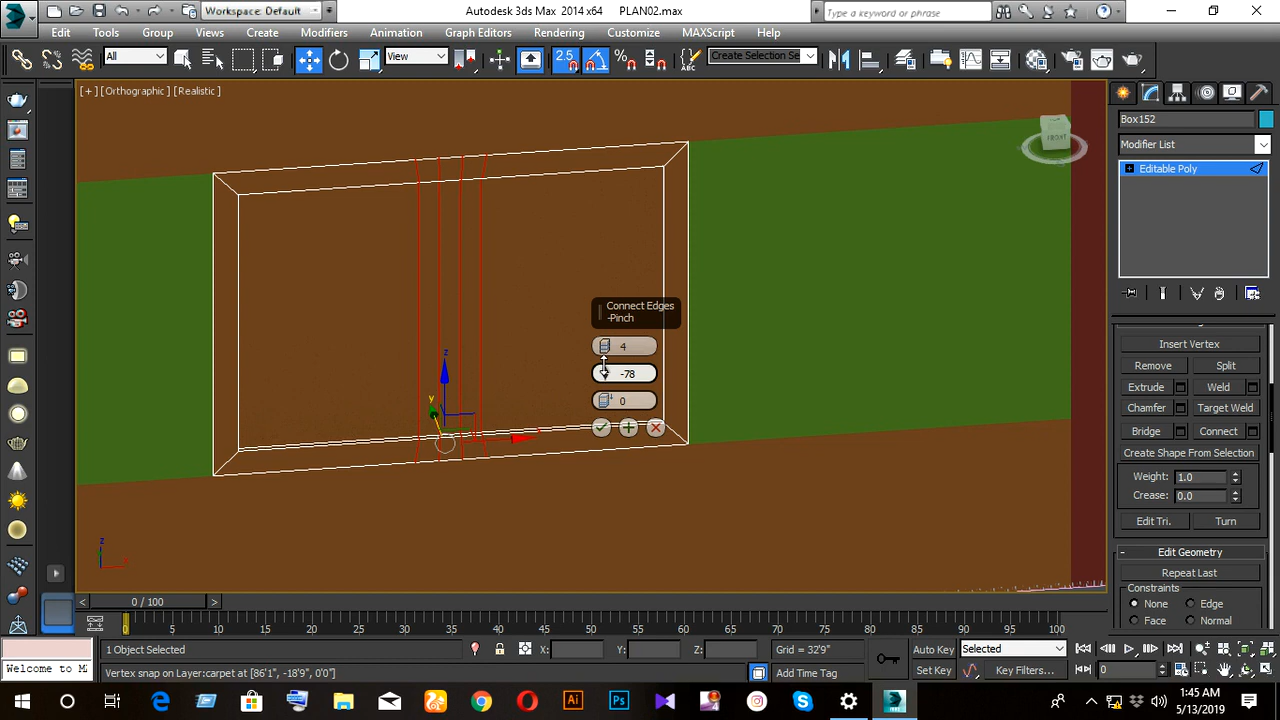 Autodesk 3ds Max 2014 x64 PLAN02.max
Workspace: Default
Type a keyword or phrase
Edit Tools Group Views Create Modifiers Animation Graph Editors Rendering Customize MAXScript Help
All
View
2.5
Create Selection Se
[+][Orthographic][Realistic]
FRONT
Box152
Modifier List
Editable Poly
Connect Edges
-Pinch
4
-78
0
z
y
z
Insert Vertex
Remove Split
Extrude Weld
Chamfer Target Weld
Bridge Connect
Create Shape From Selection
Weight: 1.0
Crease: 0.0
Edit Tri. Turn
- Edit Geometry
Repeat Last
Constraints
None Edge
Face Normal
< 0 / 100 >
0 5 10 15 20 25 30 35 40 45 50 55 60 65 70 75 80 85 90 95 100
1 Object Selected X: Y: Z: Grid = 32'9" Auto Key Selected
Welcome to M Vertex snap on Layer:carpet at [86'1", -18'9", 0'0"] Add Time Tag Set Key Key Filters... 0
1:45 AM
5/13/2019